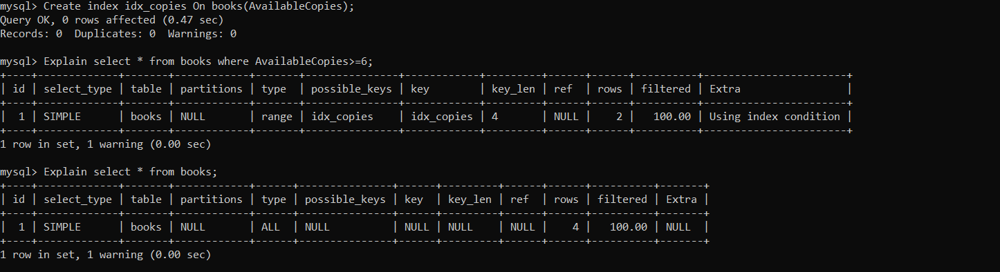 mysql> Create index idx_copies On books(AvailableCopies);
Query OK, 0 rows affected (0.47 sec)
Records: 0  Duplicates: 0  Warnings: 0

mysql> Explain select * from books where AvailableCopies>=6;
+----+-------------+-------+------------+-------+---------------+------------+---------+------+------+----------+-----------------------+
| id | select_type | table | partitions | type  | possible_keys | key        | key_len | ref  | rows | filtered | Extra                 |
+----+-------------+-------+------------+-------+---------------+------------+---------+------+------+----------+-----------------------+
|  1 | SIMPLE      | books | NULL       | range | idx_copies    | idx_copies | 4       | NULL |    2 |   100.00 | Using index condition |
+----+-------------+-------+------------+-------+---------------+------------+---------+------+------+----------+-----------------------+
1 row in set, 1 warning (0.00 sec)

mysql> Explain select * from books;
+----+-------------+-------+------------+------+---------------+------+---------+------+------+----------+-------+
| id | select_type | table | partitions | type | possible_keys | key  | key_len | ref  | rows | filtered | Extra |
+----+-------------+-------+------------+------+---------------+------+---------+------+------+----------+-------+
|  1 | SIMPLE      | books | NULL       | ALL  | NULL          | NULL | NULL    | NULL |    4 |   100.00 | NULL  |
+----+-------------+-------+------------+------+---------------+------+---------+------+------+----------+-------+
1 row in set, 1 warning (0.00 sec)